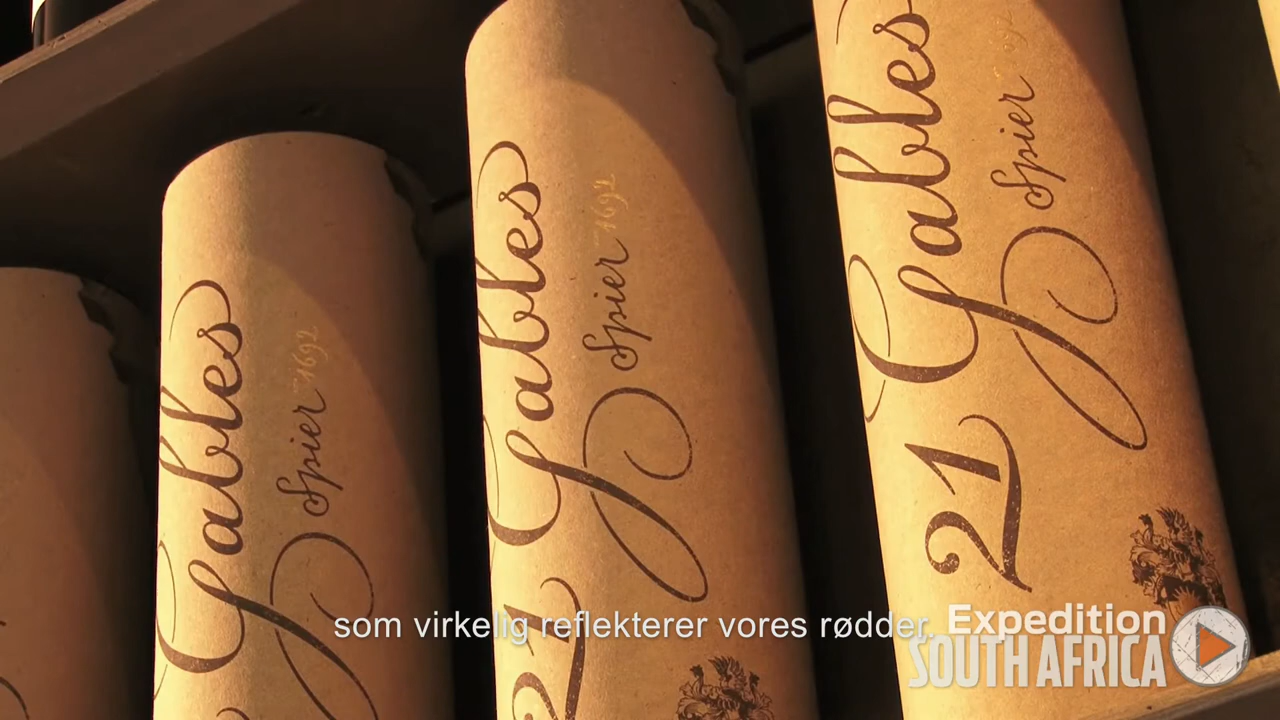 Gables
Spier 1692
Gables
Spier 1692
21
21 Gables
Spier 1692
som virkelig reflekterer vores rødder.
Expedition
SOUTH AFRICA